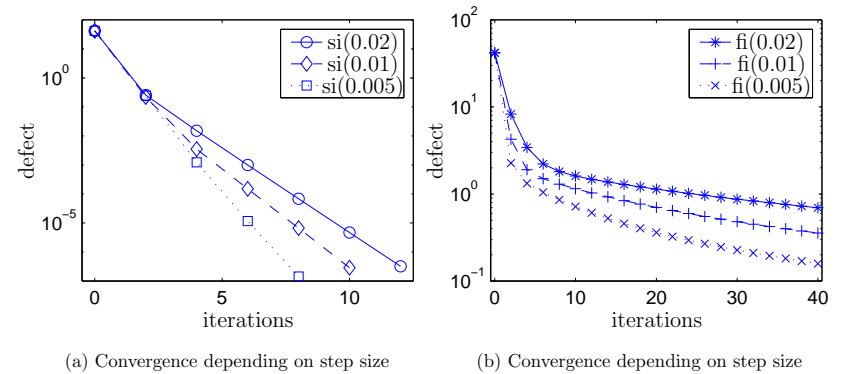 si(0.02)
si(0.01)
si(0.005)
10^0
10^-5
defect
0 5 10
iterations
(a) Convergence depending on step size
fi(0.02)
fi(0.01)
fi(0.005)
10^2
10^1
10^0
10^-1
defect
0 10 20 30 40
iterations
(b) Convergence depending on step size